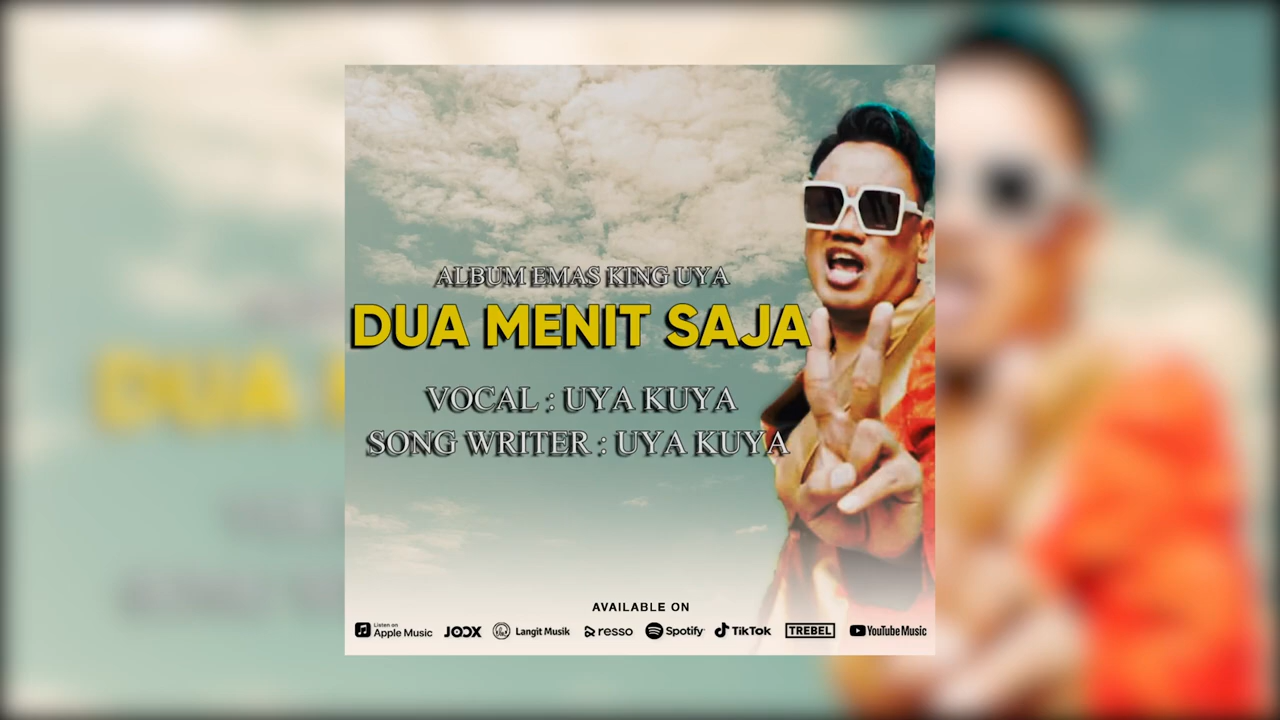 ALBUM EMAS KING UYA
DUA MENIT SAJA
VOCAL : UYA KUYA
SONG WRITER : UYA KUYA
AVAILABLE ON
Listen on
Apple Music JOOX Langit Musik resso Spotify TikTok TREBEL YouTube Music